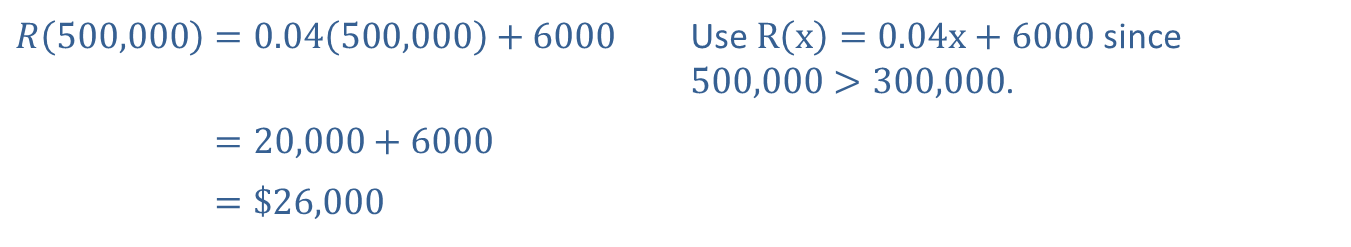 R(500,000) = 0.04(500,000) + 6000
Use R(x) = 0.04x + 6000 since
500,000 > 300,000.
= 20,000 + 6000
= $26,000